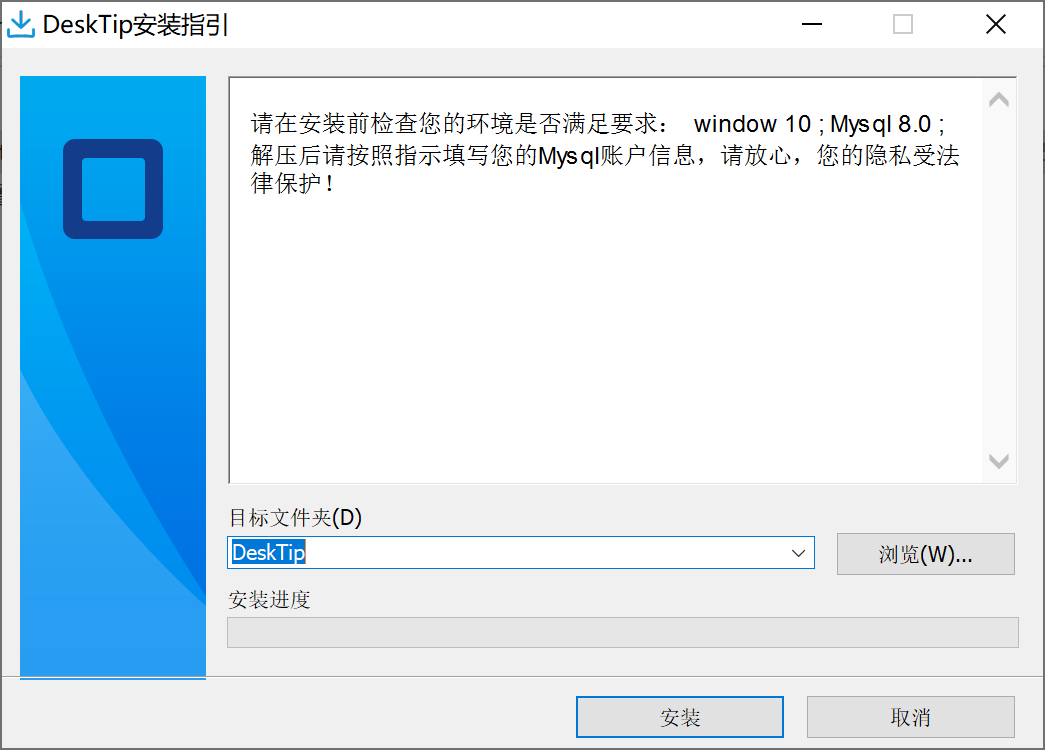 DeskTip安装指引
请在安装前检查您的环境是否满足要求： window 10 ; Mysql 8.0 ;
解压后请按照指示填写您的Mysql账户信息，请放心，您的隐私受法
律保护！
目标文件夹(D)
DeskTip
浏览(W)...
安装进度
安装
取消